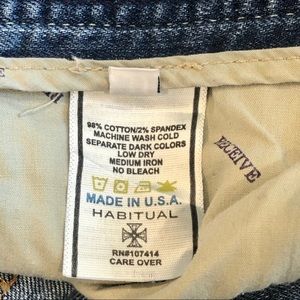 98% COTTON/2% SPANDEX
MACHINE WASH COLD
SEPARATE DARK COLORS
LOW DRY
MEDIUM IRON
NO BLEACH
MADE IN U.S.A.
HABITUAL
RN#107414
CARE OVER